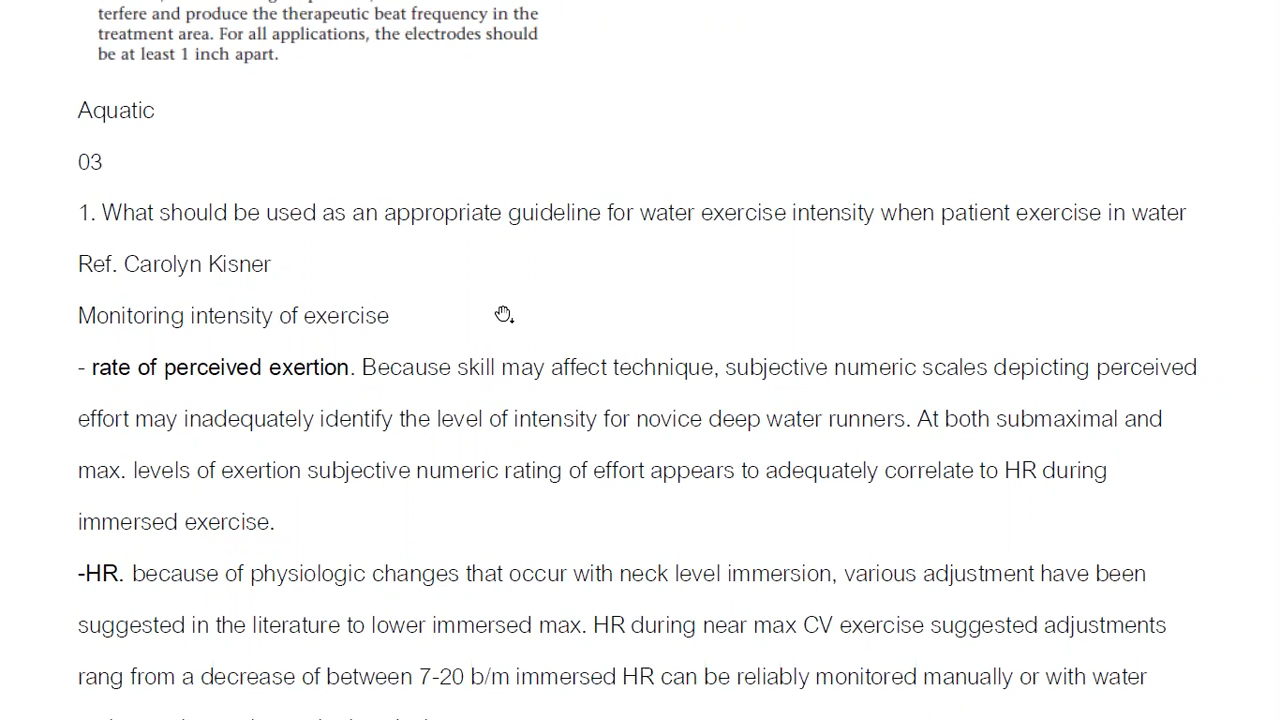 terfere and produce the therapeutic beat frequency in the
treatment area. For all applications, the electrodes should
be at least 1 inch apart.
Aquatic
03
1. What should be used as an appropriate guideline for water exercise intensity when patient exercise in water
Ref. Carolyn Kisner
Monitoring intensity of exercise
- rate of perceived exertion. Because skill may affect technique, subjective numeric scales depicting perceived
effort may inadequately identify the level of intensity for novice deep water runners. At both submaximal and
max. levels of exertion subjective numeric rating of effort appears to adequately correlate to HR during
immersed exercise.
-HR. because of physiologic changes that occur with neck level immersion, various adjustment have been
suggested in the literature to lower immersed max. HR during near max CV exercise suggested adjustments
rang from a decrease of between 7-20 b/m immersed HR can be reliably monitored manually or with water